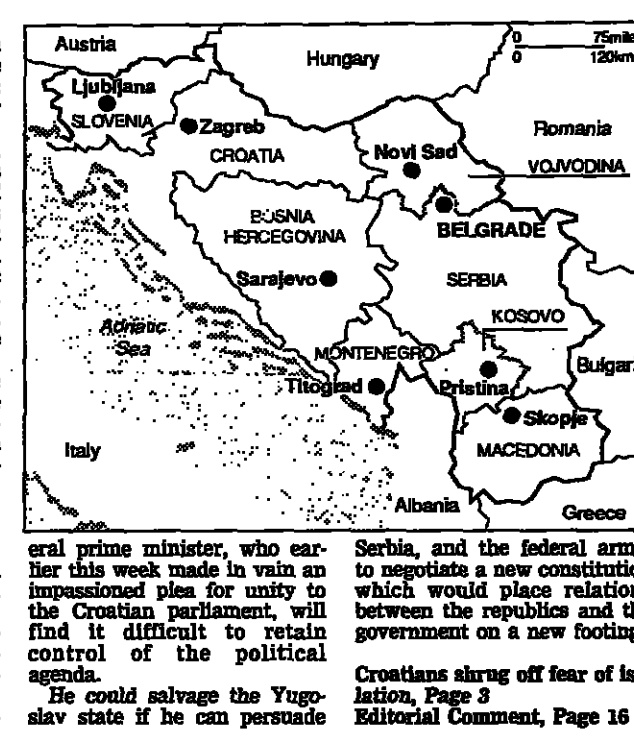 Austria
Hungary
0 75mile
0 120km
Ljubljana
SLOVENIA
Zagreb
CROATIA
Novi Sad
Romania
VOJVODINA
BELGRADE
BOSNIA
HERCEGOVINA
Sarajevo
SERBIA
KOSOVO
Adriatic
Sea
MONTENEGRO
Titograd
Pristina
Bulgar
Skopje
MACEDONIA
Italy
Albania
Greece
eral prime minister, who ear-
lier this week made in vain an
impassioned plea for unity to
the Croatian parliament, will
find it difficult to retain
control of the political
agenda.
He could salvage the Yugo-
slav state if he can persuade
Serbia, and the federal arm
to negotiate a new constitutio
which would place relation
between the republics and th
government on a new footing
Croatians shrug off fear of is
lation, Page 3
Editorial Comment, Page 16